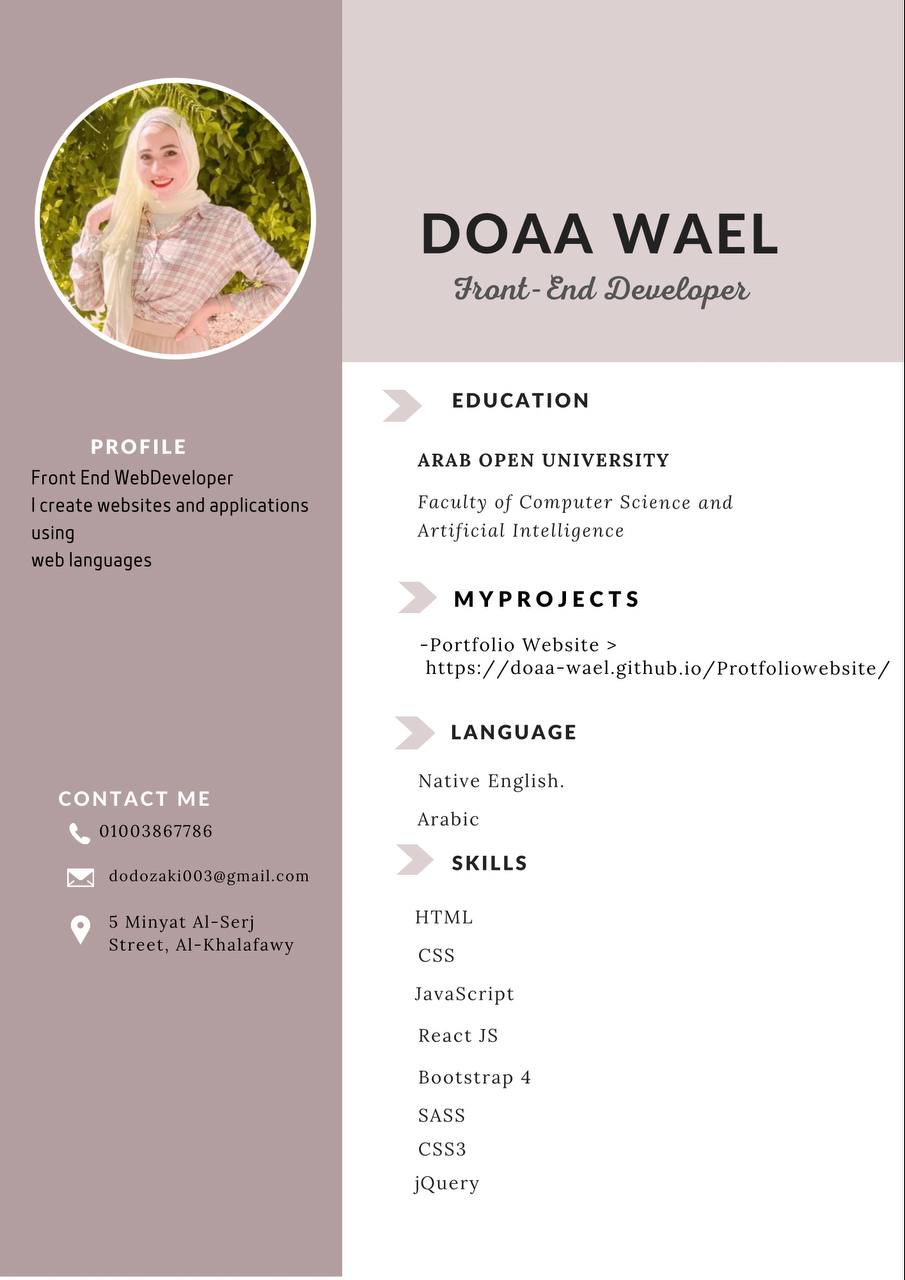 DOAA WAEL
Front-End Developer
PROFILE
Front End WebDeveloper
I create websites and applications
using
web languages
CONTACT ME
01003867786
dodozaki003@gmail.com
5 Minyat Al-Serj
Street, Al-Khalafawy
EDUCATION
ARAB OPEN UNIVERSITY
Faculty of Computer Science and
Artificial Intelligence
MYPROJECTS
-Portfolio Website >
https://doaa-wael.github.io/Protfoliowebsite/
LANGUAGE
Native English.
Arabic
SKILLS
HTML
CSS
JavaScript
React JS
Bootstrap 4
SASS
CSS3
jQuery